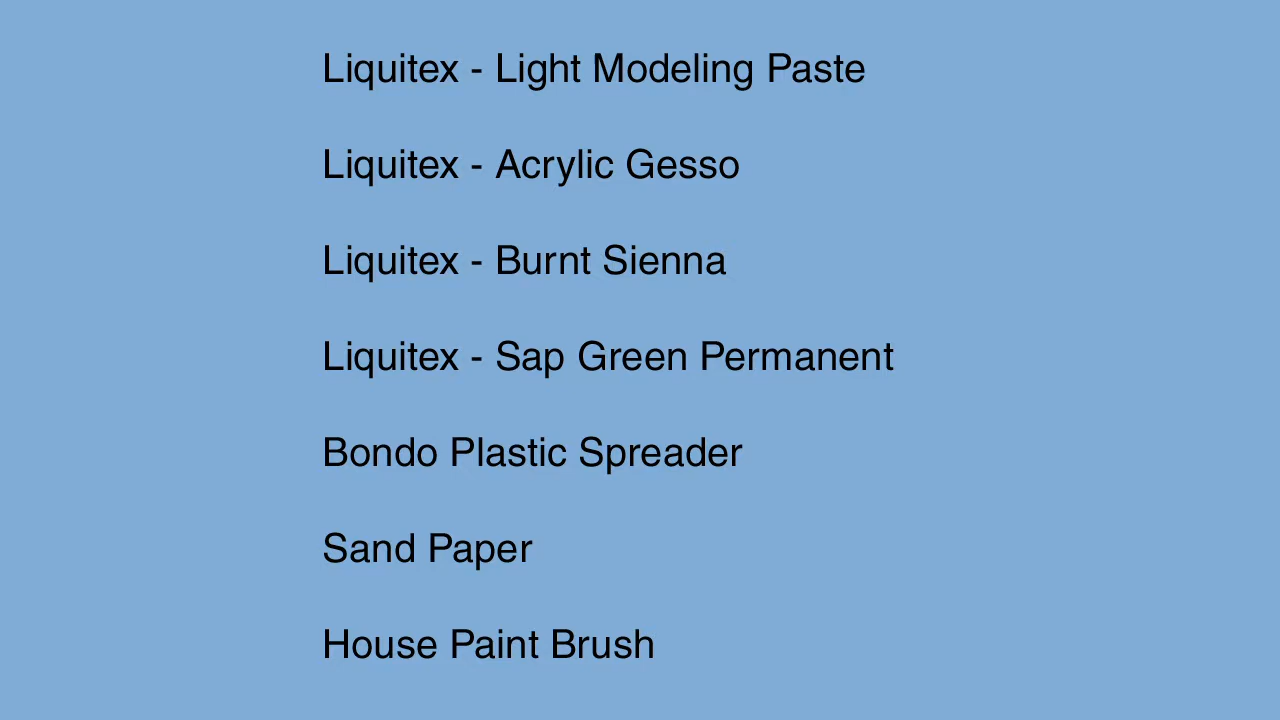 Liquitex - Light Modeling Paste
Liquitex - Acrylic Gesso
Liquitex - Burnt Sienna
Liquitex - Sap Green Permanent
Bondo Plastic Spreader
Sand Paper
House Paint Brush